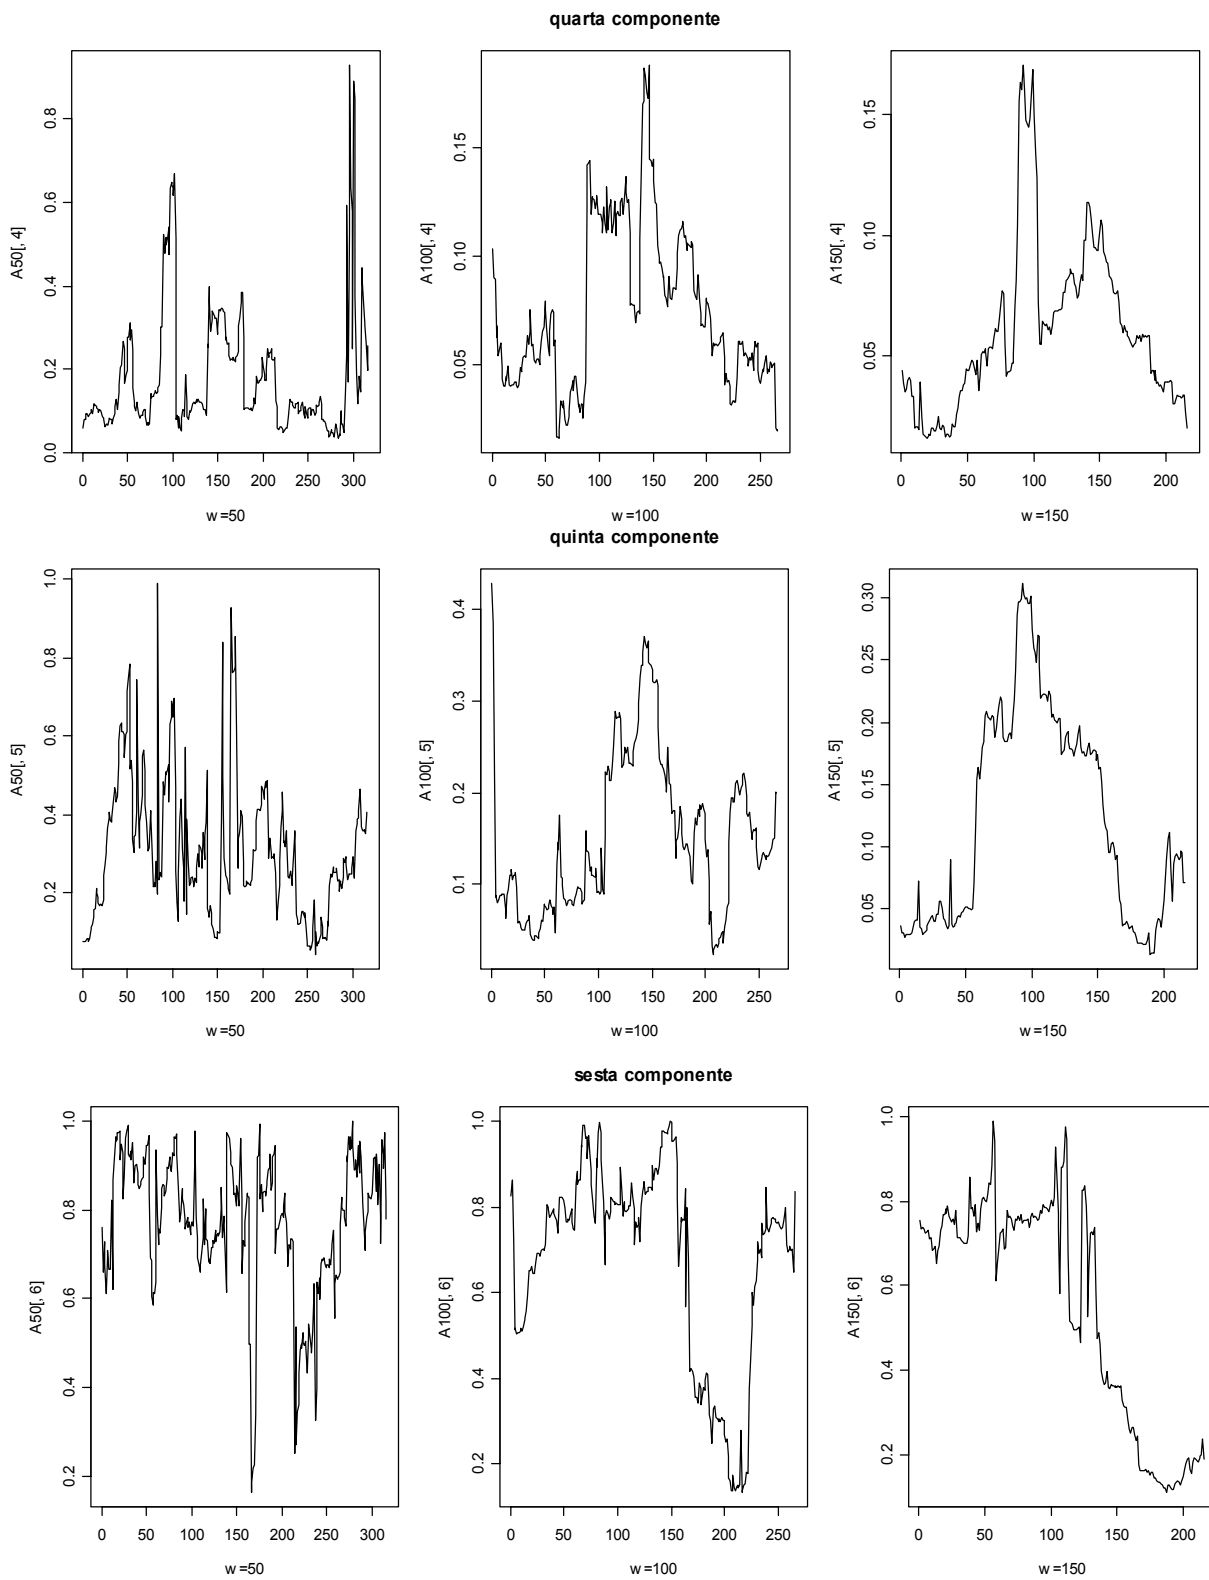 quarta componente
A50[, 4]
0.0 0.2 0.4 0.6 0.8
0 50 100 150 200 250 300
w=50
A100[, 4]
0.05 0.10 0.15
0 50 100 150 200 250
w=100
A150[, 4]
0.05 0.10 0.15
0 50 100 150 200
w=150
quinta componente
A50[, 5]
0.2 0.4 0.6 0.8 1.0
0 50 100 150 200 250 300
w=50
A100[, 5]
0.1 0.2 0.3 0.4
0 50 100 150 200 250
w=100
A150[, 5]
0.05 0.10 0.15 0.20 0.25 0.30
0 50 100 150 200
w=150
sesta componente
A50[, 6]
0.2 0.4 0.6 0.8 1.0
0 50 100 150 200 250 300
w=50
A100[, 6]
0.2 0.4 0.6 0.8 1.0
0 50 100 150 200 250
w=100
A150[, 6]
0.2 0.4 0.6 0.8 1.0
0 50 100 150 200
w=150